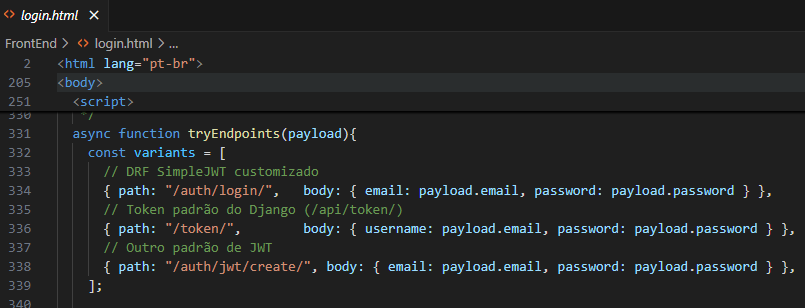 login.html
FrontEnd > login.html > ...
2 <html lang="pt-br">
205 <body>
251 <script>
330 */
331 async function tryEndpoints(payload){
332 const variants = [
333 // DRF SimpleJWT customizado
334 { path: "/auth/login/", body: { email: payload.email, password: payload.password } },
335 // Token padrão do Django (/api/token/)
336 { path: "/token/", body: { username: payload.email, password: payload.password } },
337 // Outro padrão de JWT
338 { path: "/auth/jwt/create/", body: { email: payload.email, password: payload.password } },
339 ];
340